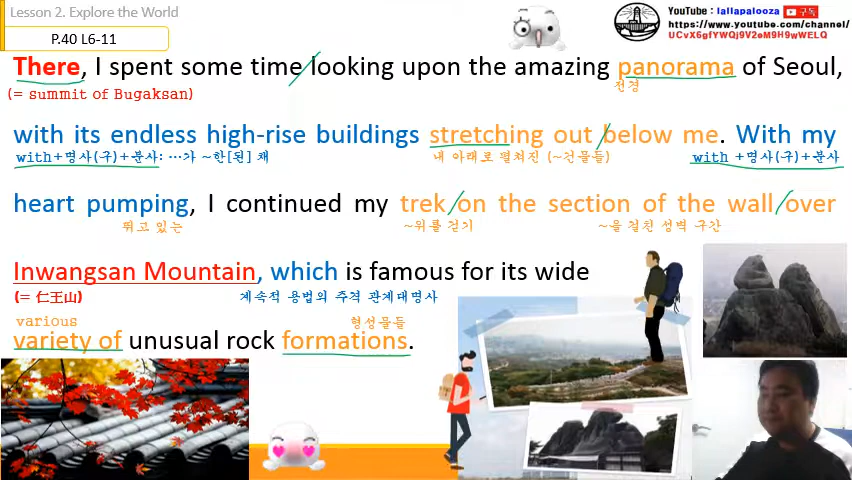 Lesson 2. Explore the World
P.40 L6-11
YouTube : lallapalooza 구독
https://www.youtube.com/channel/
UCvX6gfYWQj9V2eM9H9wWELQ
There, I spent some time looking upon the amazing panorama of Seoul,
(= summit of Bugaksan) 전경
with its endless high-rise buildings stretching out below me. With my
with+명사(구)+분사: …가 ~한[된] 채 내 아래로 펼쳐진 (~건물들) with +명사(구)+분사
heart pumping, I continued my trek on the section of the wall over
뛰고 있는 ~위를 걷기 ~을 걸친 성벽 구간
Inwangsan Mountain, which is famous for its wide
(= 仁王山) 계속적 용법의 주격 관계대명사
various 형성물들
variety of unusual rock formations.